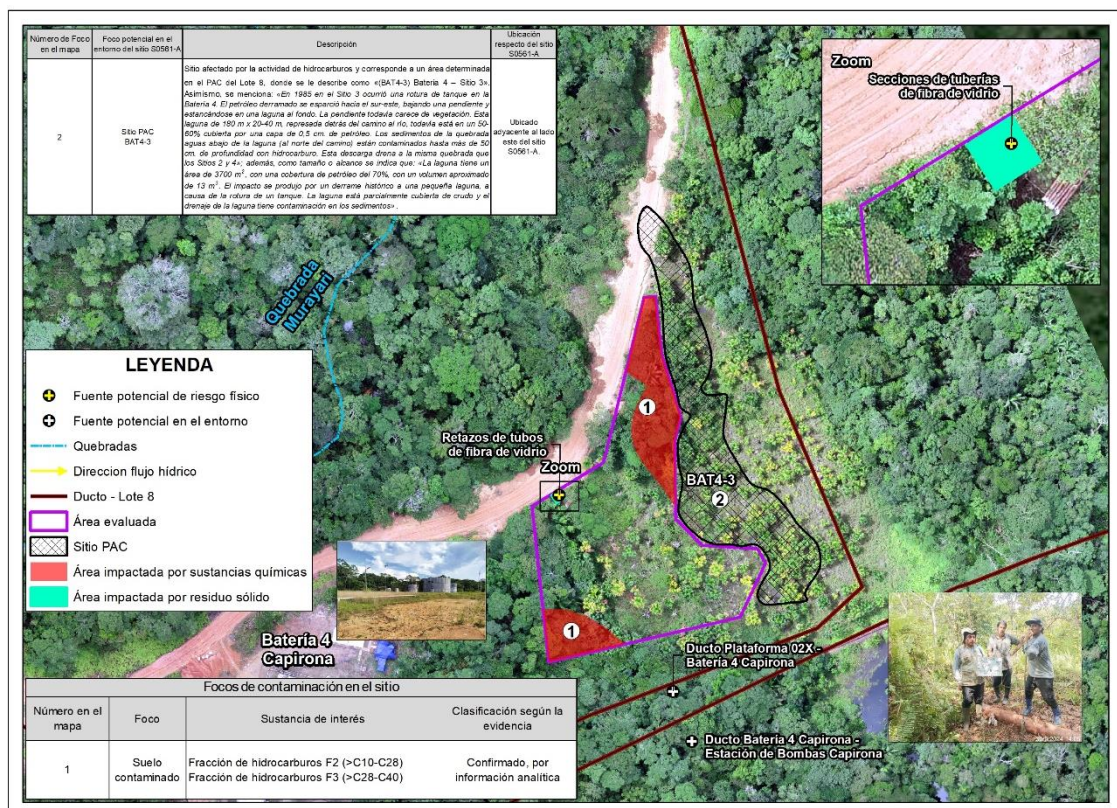 Número de Foco
en el mapa
Foco potencial en el
entorno del sitio S0561-A
Descripción
Ubicación
respecto del sitio
S0561-A
2
Sitio PAC
BAT4-3
Sitio afectado por la actividad de hidrocarburos y corresponde a un área determinada
en el PAC del Lote 8, donde se le describe como «(BAT4-3) Batería 4 – Sitio 3».
Asimismo, se menciona: «En 1985 en el Sitio 3 ocurrió una rotura de tanque en la
Batería 4. El petróleo derramado se esparció hacia el sur-este, bajando una pendiente y
estancándose en una laguna al fondo. La pendiente todavía carece de vegetación. Esta
laguna de 180 m x 20-40 m, represada detrás del camino al río, todavía está en un 50-
60% cubierta por una capa de 0,5 cm. de petróleo. Los sedimentos de la quebrada
aguas abajo de la laguna (al norte del camino) están contaminados hasta más de 50
cm. de profundidad con hidrocarburo. Esta descarga drena a la misma quebrada que
los Sitios 2 y 4»; además, como tamaño o alcance se indica que: «La laguna tiene un
área de 3700 m², con una cobertura de petróleo del 70%, con un volumen aproximado
de 13 m³. El impacto se produjo por un derrame histórico a una pequeña laguna, a
causa de la rotura de un tanque. La laguna está parcialmente cubierta de crudo y el
drenaje de la laguna tiene contaminación en los sedimentos» .
Ubicado
adyacente al lado
este del sitio
S0561-A.
Zoom
Secciones de tuberías
de fibra de vidrio
Quebrada
Murayari
LEYENDA
Fuente potencial de riesgo físico
Fuente potencial en el entorno
Quebradas
Direccion flujo hídrico
Ducto - Lote 8
Área evaluada
Sitio PAC
Área impactada por sustancias químicas
Área impactada por residuo sólido
1
Retazos de tubos
de fibra de vidrio
Zoom
BAT4-3
2
1
Batería 4
Capirona
Ducto Plataforma 02X -
Batería 4 Capirona
Ducto Batería 4 Capirona -
Estación de Bombas Capirona
Focos de contaminación en el sitio
Número en el
mapa
Foco
Sustancia de interés
Clasificación según la
evidencia
1
Suelo
contaminado
Fracción de hidrocarburos F2 (>C10-C28)
Fracción de hidrocarburos F3 (>C28-C40)
Confirmado, por
información analítica